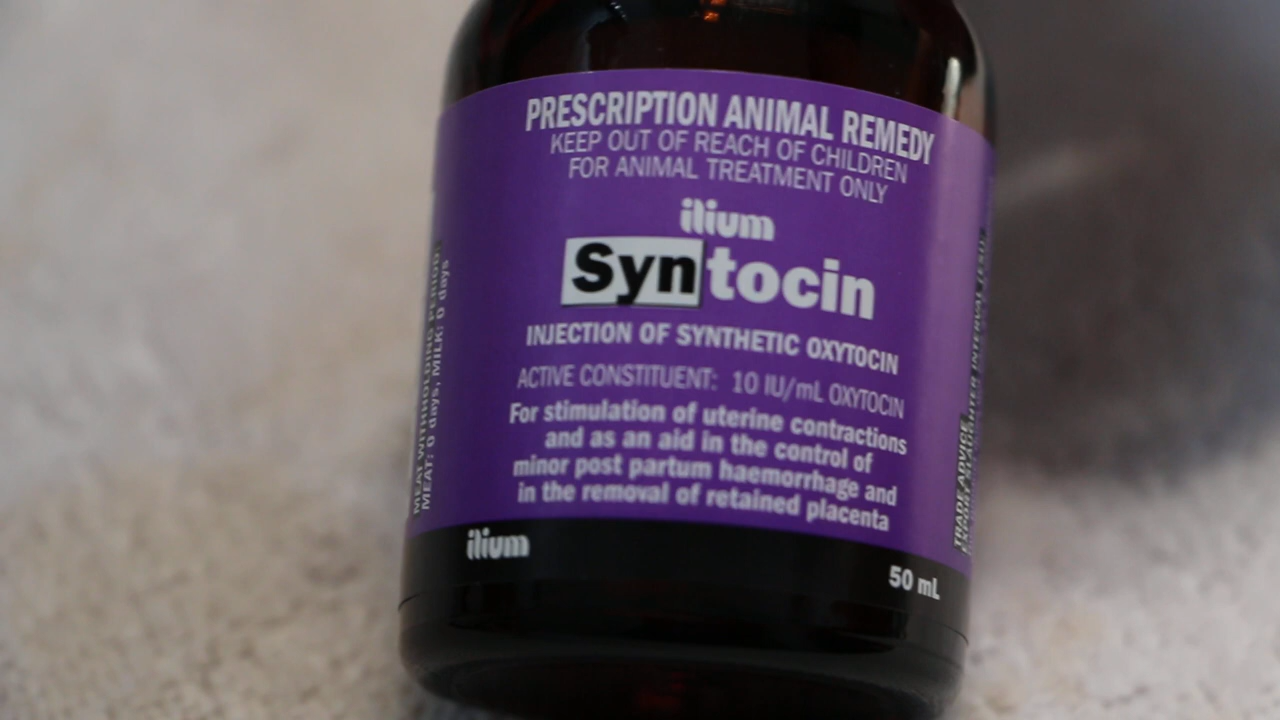 PRESCRIPTION ANIMAL REMEDY
KEEP OUT OF REACH OF CHILDREN
FOR ANIMAL TREATMENT ONLY
ilium
Syntocin
INJECTION OF SYNTHETIC OXYTOCIN
ACTIVE CONSTITUENT: 10 IU/mL OXYTOCIN
For stimulation of uterine contractions
and as an aid in the control of
minor post partum haemorrhage and
in the removal of retained placenta
ilium
50 mL
MEAT WITHHOLDING PERIOD:
MEAT: 0 days, MILK: 0 days
TRADE ADVICE
SLAUGHTER INTERVAL (ESI):